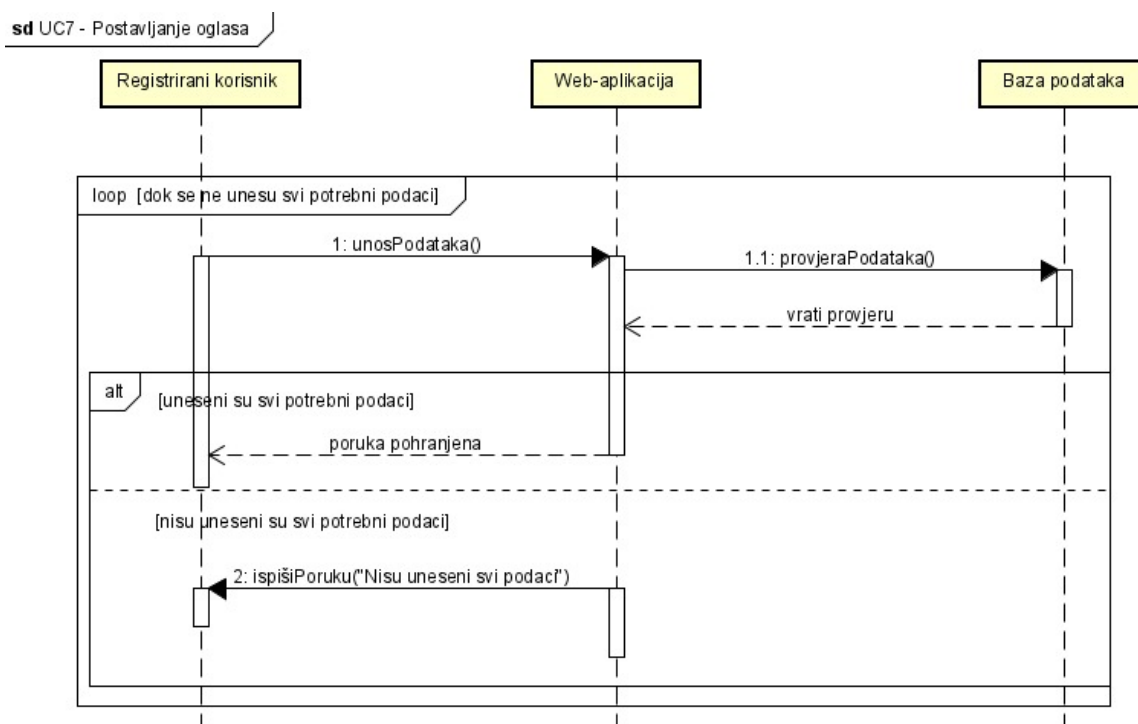 sd UC7 - Postavljanje oglasa
Registrirani korisnik
Web-aplikacija
Baza podataka
loop [dok se ne unesu svi potrebni podaci]
1: unosPodataka()
1.1: provjeraPodataka()
vrati provjeru
alt
[uneseni su svi potrebni podaci]
poruka pohranjena
[nisu uneseni su svi potrebni podaci]
2: ispišiPoruku("Nisu uneseni svi podaci")